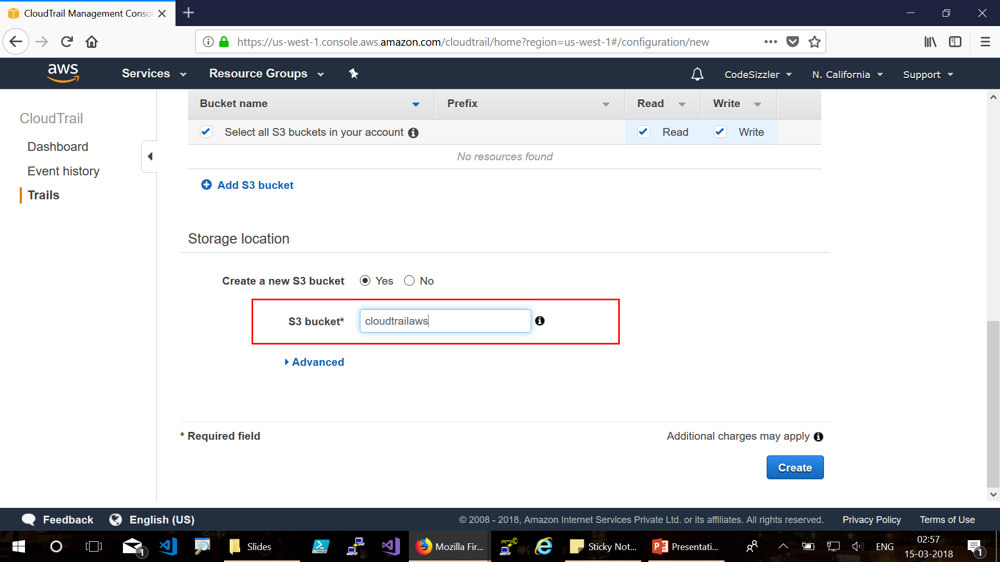 CloudTrail Management Consol
https://us-west-1.console.aws.amazon.com/cloudtrail/home?region=us-west-1#/configuration/new
aws Services Resource Groups CodeSizzler N. California Support
CloudTrail
Dashboard
Event history
Trails
Bucket name Prefix Read Write
Select all S3 buckets in your account Read Write
No resources found
Add S3 bucket
Storage location
Create a new S3 bucket Yes No
S3 bucket* cloudtrailaws
Advanced
* Required field Additional charges may apply
Create
Feedback English (US) © 2008 - 2018, Amazon Internet Services Private Ltd. or its affiliates. All rights reserved. Privacy Policy Terms of Use
1 Slides Mozilla Fir... Sticky Not... Presentati... ENG 02:57
15-03-2018 1